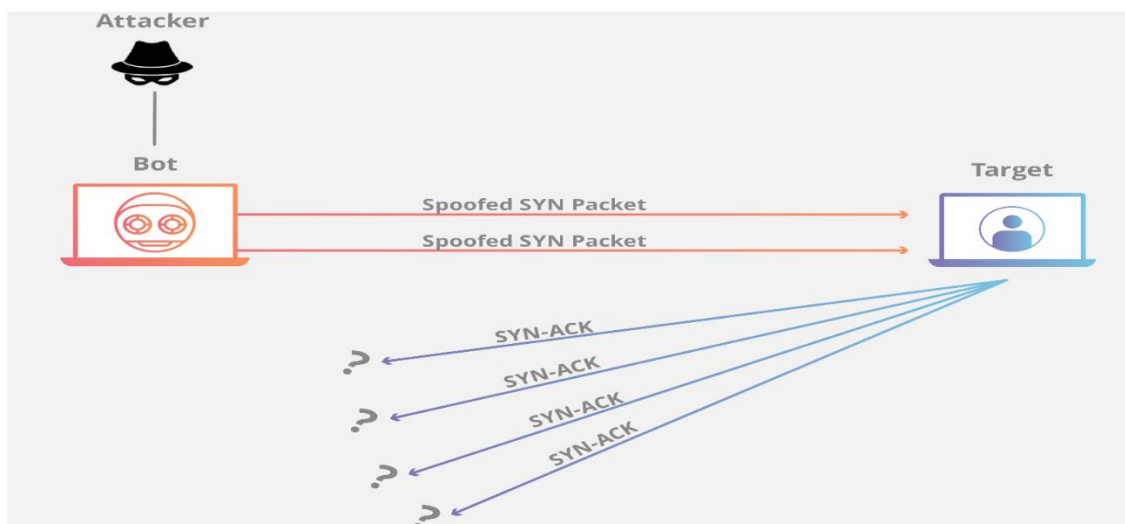 Attacker
Bot
Target
Spoofed SYN Packet
Spoofed SYN Packet
SYN-ACK
?
SYN-ACK
?
SYN-ACK
?
SYN-ACK
?